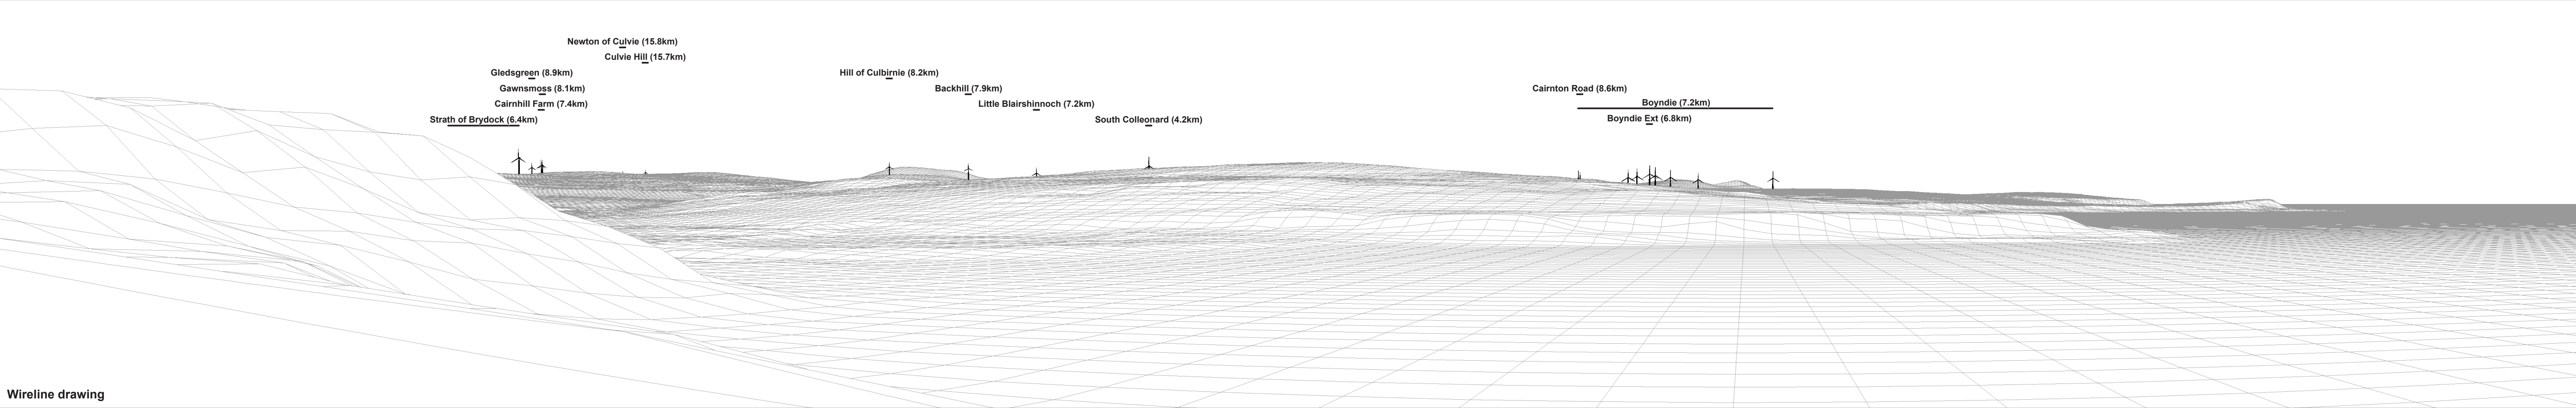 Newton of Culvie (15.8km)
Culvie Hill (15.7km)
Gledsgreen (8.9km)
Gawnsmoss (8.1km)
Cairnhill Farm (7.4km)
Strath of Brydock (6.4km)
Hill of Culbirnie (8.2km)
Backhill (7.9km)
Little Blairshinnoch (7.2km)
South Colleonard (4.2km)
Cairnton Road (8.6km)
Boyndie (7.2km)
Boyndie Ext (6.8km)
Wireline drawing